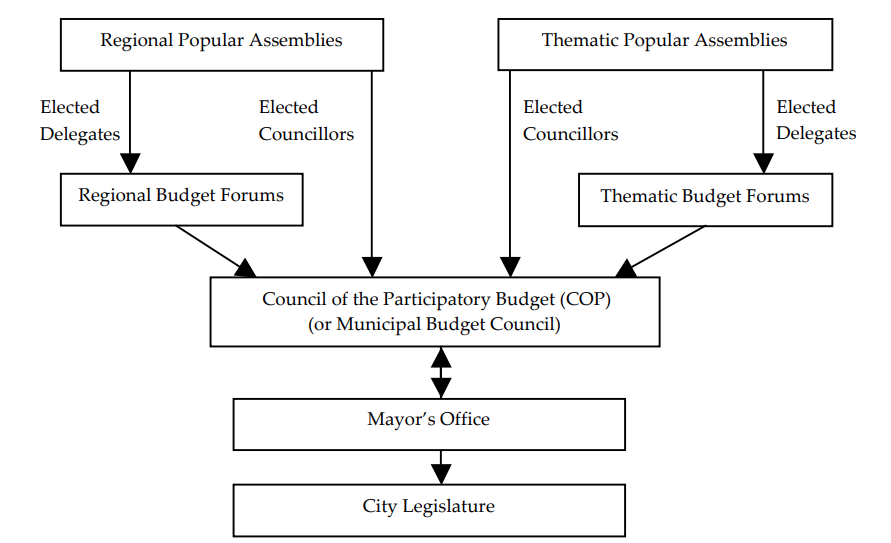 Regional Popular Assemblies
Thematic Popular Assemblies
Elected
Delegates
Elected
Councillors
Elected
Councillors
Elected
Delegates
Regional Budget Forums
Thematic Budget Forums
Council of the Participatory Budget (COP)
(or Municipal Budget Council)
Mayor’s Office
City Legislature